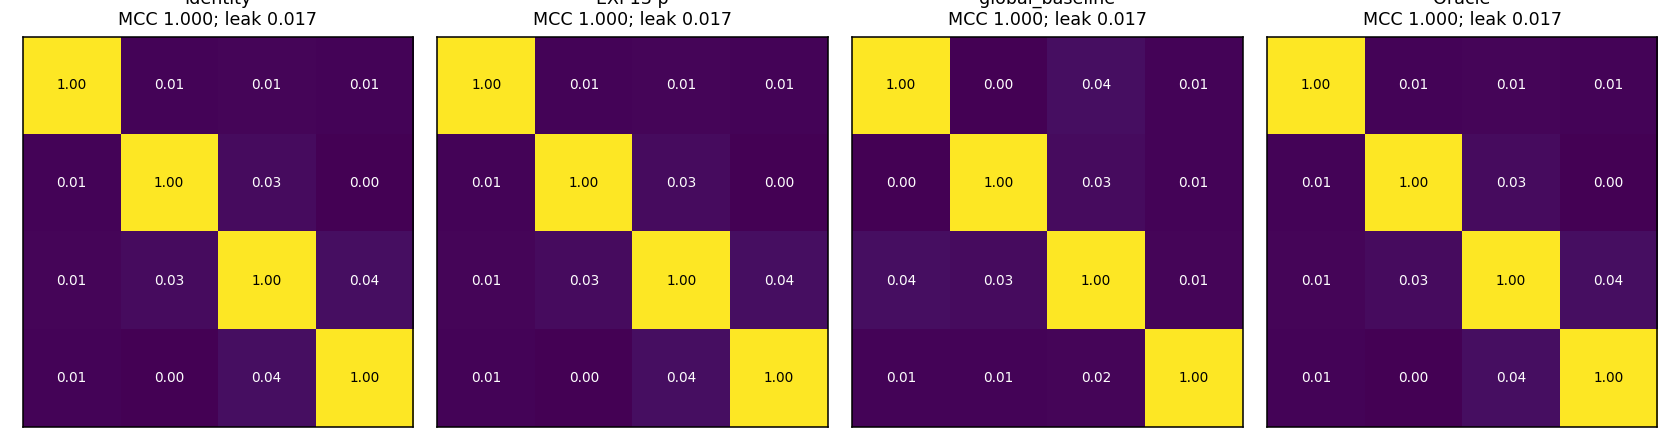 identity
MCC 1.000; leak 0.017
1.00 0.01 0.01 0.01
0.01 1.00 0.03 0.00
0.01 0.03 1.00 0.04
0.01 0.00 0.04 1.00
MCC 1.000; leak 0.017
1.00 0.01 0.01 0.01
0.01 1.00 0.03 0.00
0.01 0.03 1.00 0.04
0.01 0.00 0.04 1.00
global_baseline
MCC 1.000; leak 0.017
1.00 0.00 0.04 0.01
0.00 1.00 0.03 0.01
0.04 0.03 1.00 0.01
0.01 0.01 0.02 1.00
Oracle
MCC 1.000; leak 0.017
1.00 0.01 0.01 0.01
0.01 1.00 0.03 0.00
0.01 0.03 1.00 0.04
0.01 0.00 0.04 1.00